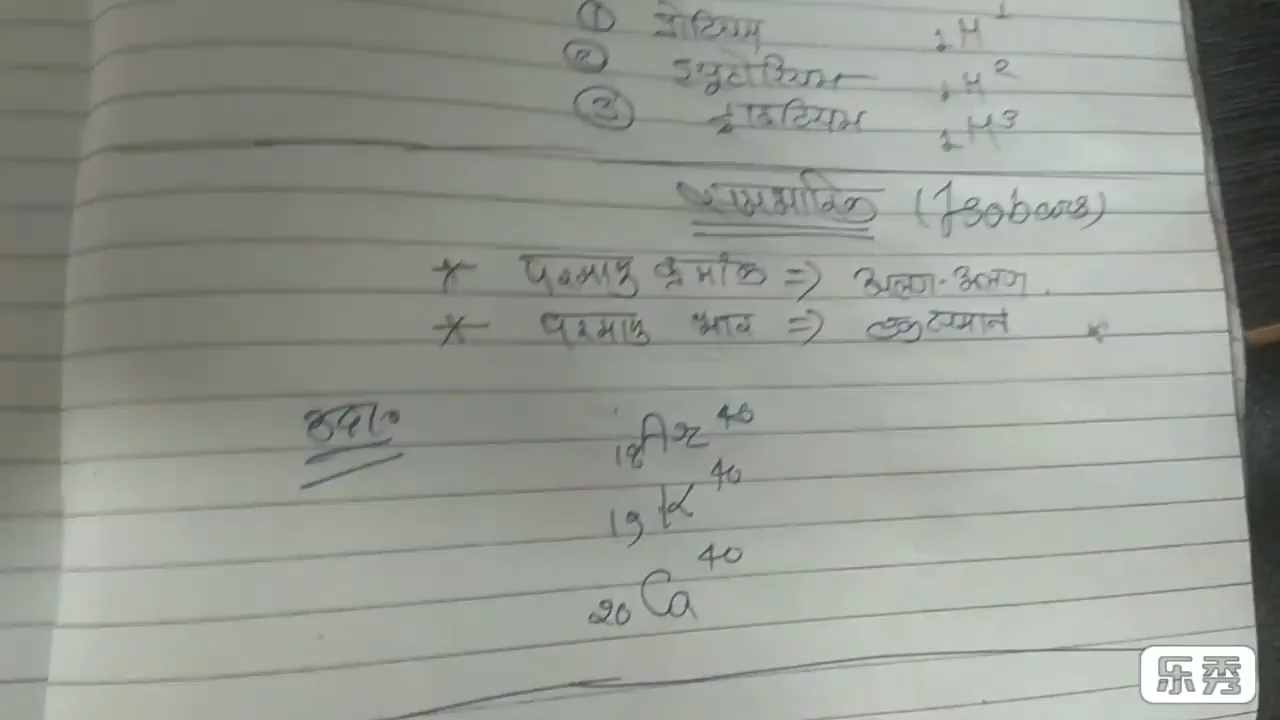 ① प्रोटियम ₁H¹
② ड्यूटोरियम ₁H²
③ ट्राइटियम ₁H³
समभारिक (Isobars)
* परमाणु क्रमांक => अलग-अलग.
* परमाणु भार => एक समान
उदा०
₁₈Ar⁴⁰
₁₉K⁴⁰
₂₀Ca⁴⁰
乐秀